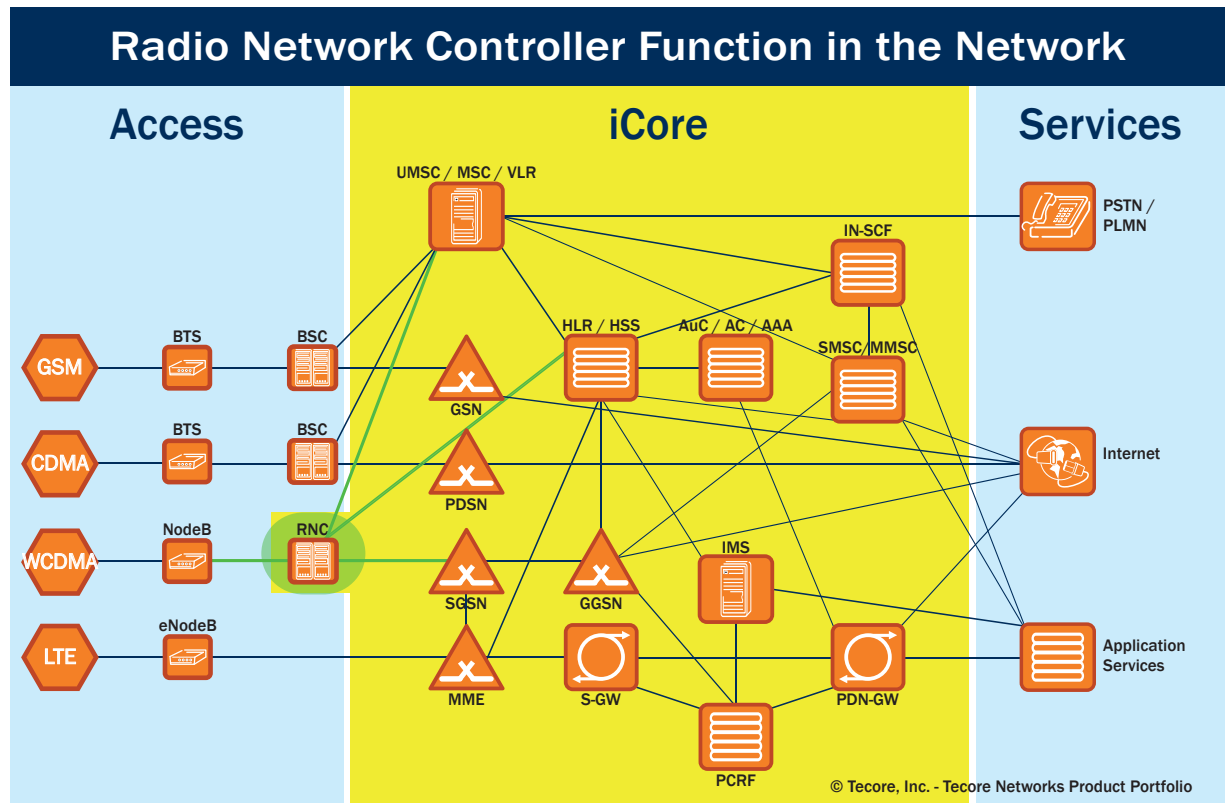 Radio Network Controller Function in the Network
Access
iCore
Services
UMSC / MSC / VLR
PSTN /
PLMN
IN-SCF
HLR / HSS
AuC / AC / AAA
SMSC/MMSC
GSM
BTS
BSC
GSN
CDMA
BTS
BSC
PDSN
Internet
WCDMA
NodeB
RNC
SGSN
GGSN
IMS
LTE
eNodeB
MME
S-GW
PDN-GW
Application
Services
PCRF
© Tecore, Inc. - Tecore Networks Product Portfolio